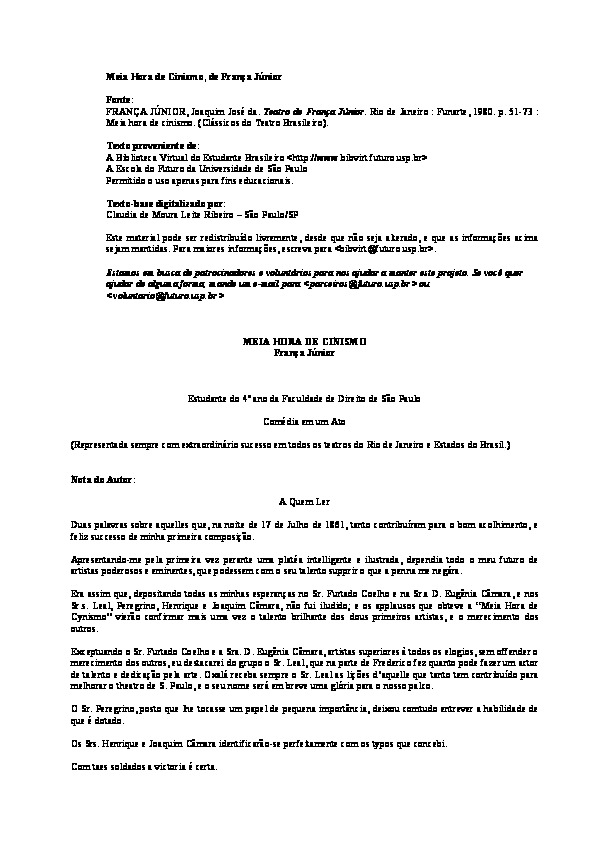 Meia Hora de Cinismo, de França Júnior
Fonte:
FRANÇA JÚNIOR, Joaquim José da. Teatro de França Júnior. Rio de Janeiro : Funarte, 1980. p. 51-73 :
Meia hora de cinismo. (Clássicos do Teatro Brasileiro).
Texto proveniente de:
A Biblioteca Virtual do Estudante Brasileiro <http://www.bibvirt.futuro.usp.br>
A Escola do Futuro da Universidade de São Paulo
Permitido o uso apenas para fins educacionais.
Texto-base digitalizado por:
Claudia de Moura Leite Ribeiro – São Paulo/SP
Este material pode ser redistribuído livremente, desde que não seja alterado, e que as informações acima
sejam mantidas. Para maiores informações, escreva para <bibvirt@futuro.usp.br>.
Estamos em busca de patrocinadores e voluntários para nos ajudar a manter este projeto. Se você quer
ajudar de alguma forma, mande um e-mail para <parceiros@futuro.usp.br> ou
<voluntario@futuro.usp.br>
MEIA HORA DE CINISMO
França Júnior
Estudante do 4º ano da Faculdade de Direito de São Paulo
Comédia em um Ato
(Representada sempre com extraordinário sucesso em todos os teatros do Rio de Janeiro e Estados do Brasil.)
Nota do Autor:
A Quem Ler
Duas palavras sobre aquelles que, na noite de 17 de Julho de 1861, tanto contribuíram para o bom acolhimento, e
feliz successo de minha primeira composição.
Apresentando-me pela primeira vez perante uma platéa intelligente e ilustrada, dependia todo o meu futuro de
artistas poderosos e eminentes, que podessem com o seu talento supprir o que a penna me negára.
Era assim que, depositando todas as minhas esperanças no Sr. Furtado Coelho e na Sra. D. Eugênia Câmara, e nos
Srs. Leal, Peregrino, Henrique e Joaquim Câmara, não fui iludido; e os applausos que obteve a "Meia Hora de
Cynismo" vierão confirmar mais uma vez o talento brilhante dos dous primeiros artistas, e o merecimento dos
outros.
Exceptuando o Sr. Furtado Coelho e a Sra. D. Eugênia Câmara, artistas superiores à todos os elogios, sem offender o
merecimento dos outros, eu destacarei do grupo o Sr. Leal, que na parte de Frederico fez quanto pode fazer um actor
de talento e dedicação pela arte. Oxalá receba sempre o Sr. Leal as lições d'aquelle que tanto tem contribuído para
melhorar o theatro de S. Paulo, e o seu nome será em breve uma glória para o nosso palco.
O Sr. Peregrino, posto que lhe tocasse um papel de pequena importância, deixou comtudo entrever a habilidade de
que é dotado.
Os Srs. Henrique e Joaquim Câmara identificarão-se perfeitamente com os typos que concebi.
Com taes soldados a victoria é certa.